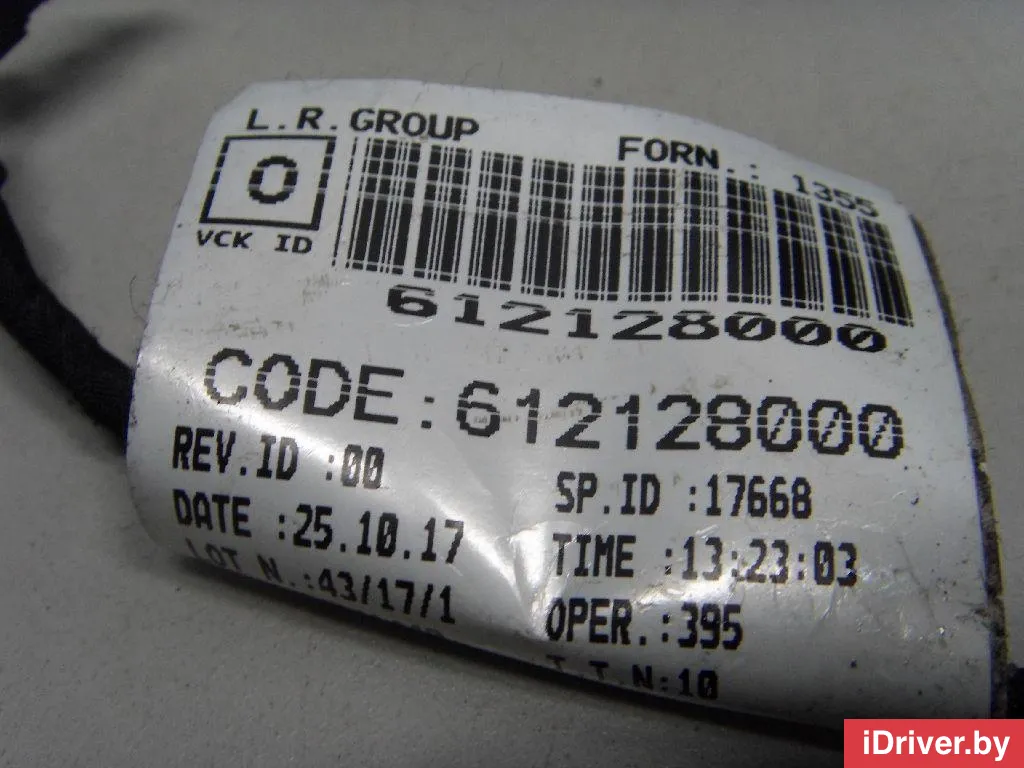 L.R.GROUP FORN.: 1355
O
VCK ID
612128000
CODE:612128000
REV.ID :00 SP.ID :17668
DATE :25.10.17 TIME :13:23:03
LOT N.:43/17/1 OPER.:395
T.T.N:10
iDriver.by